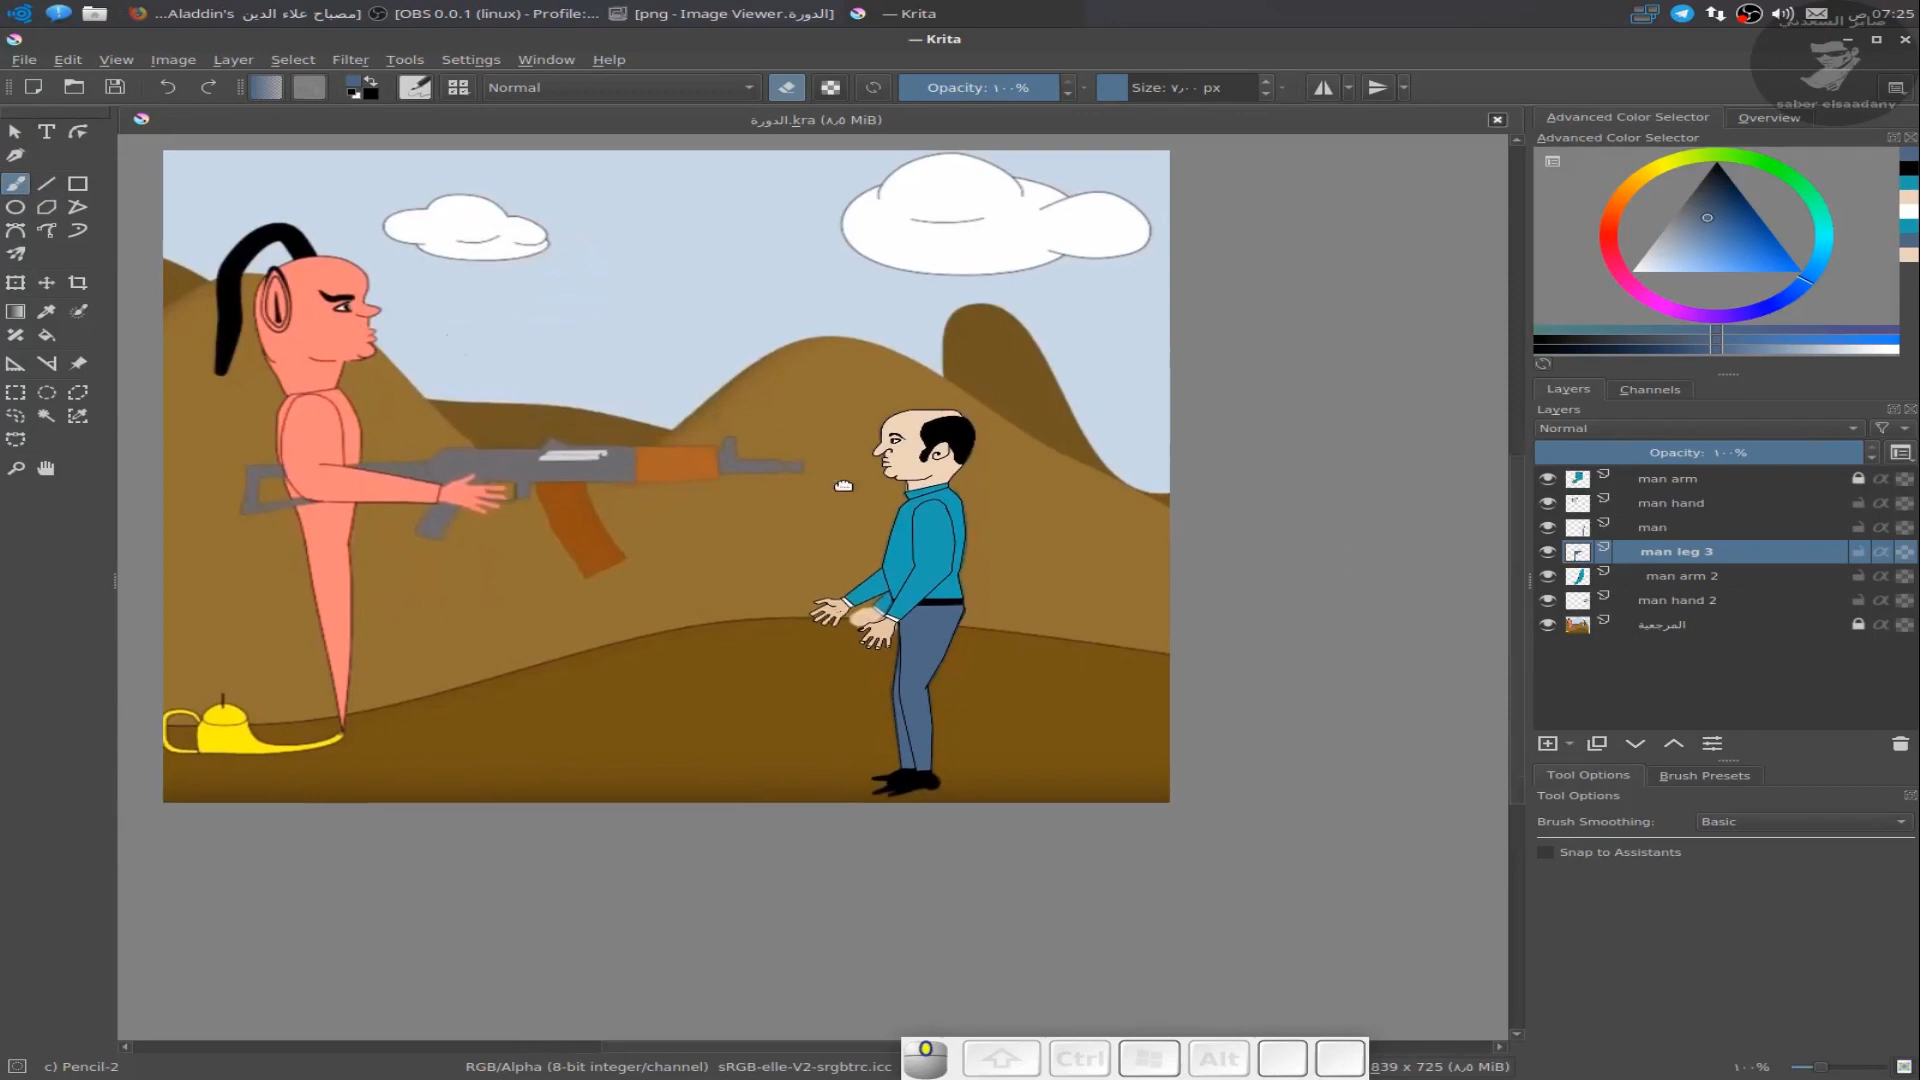 ...Aladdin's مصباح علاء الدين]
[OBS 0.0.1 (linux) - Profile:...
[png - Image Viewer.الدورة]
— Krita
07:25 ص
— Krita
صابر السعدني
saber elsaadany
File Edit View Image Layer Select Filter Tools Settings Window Help
Normal
Opacity: ١٠٠%
Size: ٧٫٠٠ px
الدورة.kra (٨٫٥ MiB)
Advanced Color Selector
Overview
Advanced Color Selector
Layers
Channels
Layers
Normal
Opacity: ١٠٠%
man arm
man hand
man
man leg 3
man arm 2
man hand 2
المرجعية
Tool Options
Brush Presets
Tool Options
Brush Smoothing:
Basic
Snap to Assistants
c) Pencil-2
RGB/Alpha (8-bit integer/channel) sRGB-elle-V2-srgbtrc.icc
Ctrl
Alt
839 x 725 (٨٫٥ MiB)
١٠٠%